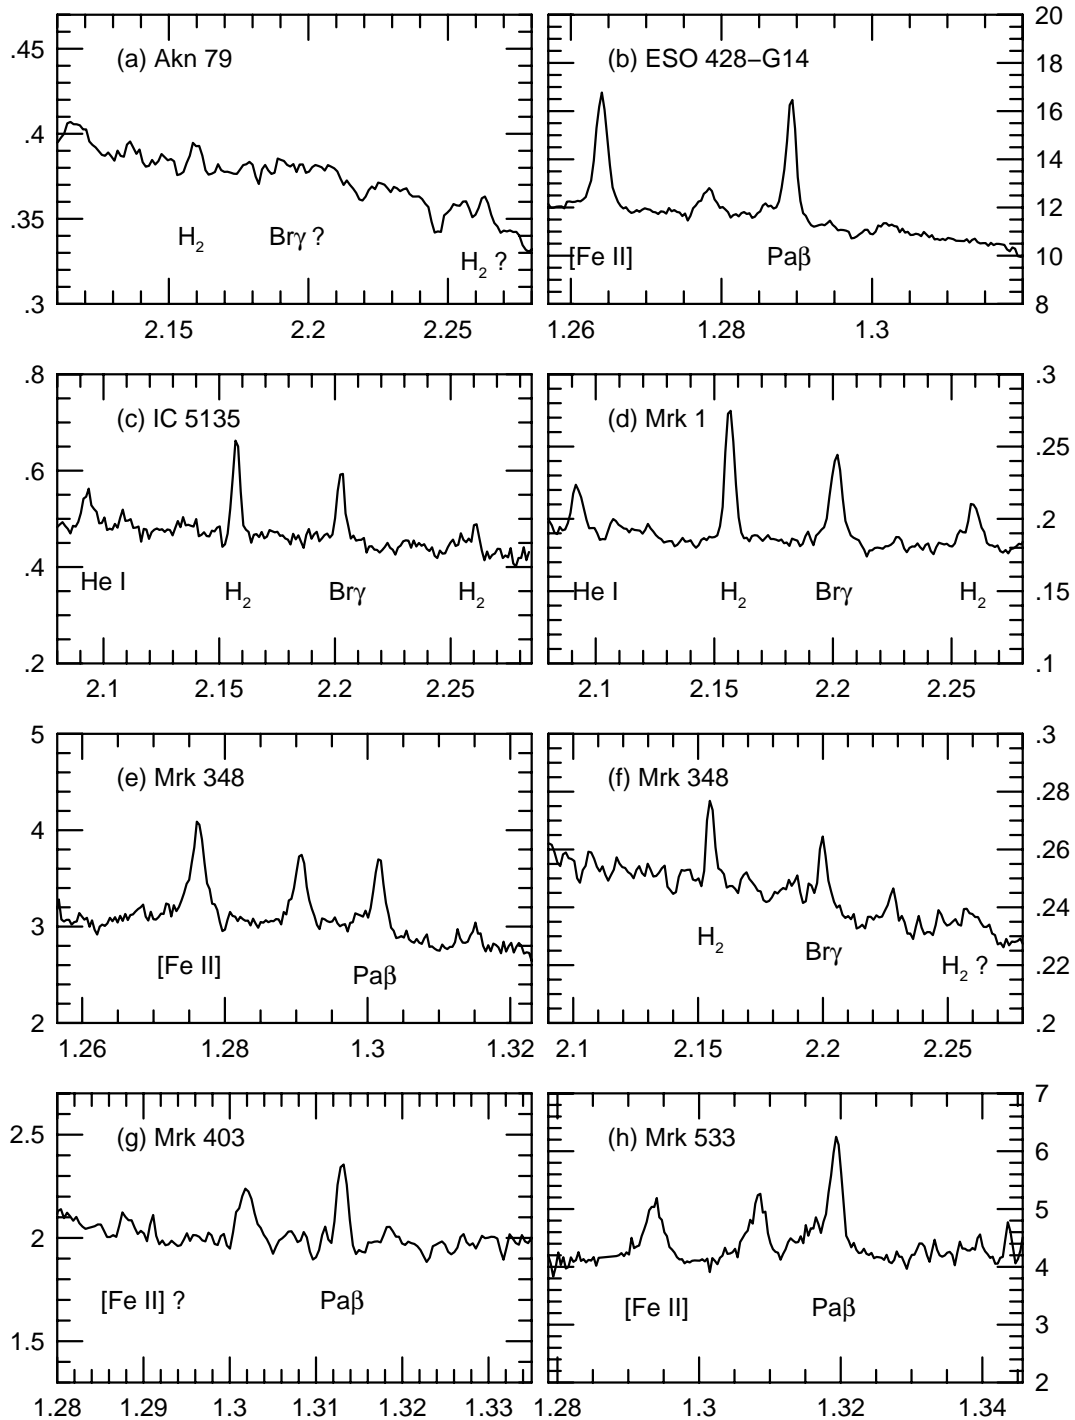 (a) Akn 79
.45
.4
.35
.3
H2
Brγ ?
H2 ?
2.15 2.2 2.25
(b) ESO 428–G14
20
18
16
14
12
10
8
[Fe II]
Paβ
1.26 1.28 1.3
(c) IC 5135
.8
.6
.4
.2
He I
H2
Brγ
H2
2.1 2.15 2.2 2.25
(d) Mrk 1
.3
.25
.2
.15
.1
He I
H2
Brγ
H2
2.1 2.15 2.2 2.25
(e) Mrk 348
5
4
3
2
[Fe II]
Paβ
1.26 1.28 1.3 1.32
(f) Mrk 348
.3
.28
.26
.24
.22
.2
H2
Brγ
H2 ?
2.1 2.15 2.2 2.25
(g) Mrk 403
2.5
2
1.5
[Fe II] ?
Paβ
1.28 1.29 1.3 1.31 1.32 1.33
(h) Mrk 533
7
6
5
4
3
2
[Fe II]
Paβ
1.28 1.3 1.32 1.34